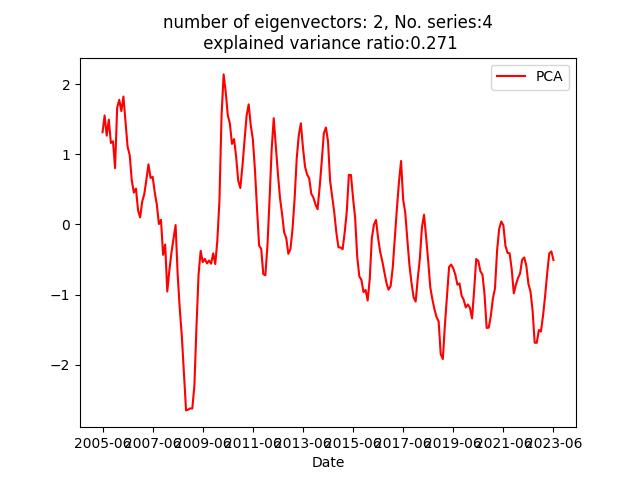 number of eigenvectors: 2, No. series:4
explained variance ratio:0.271
PCA
2
1
0
−1
−2
2005-06 2007-06 2009-06 2011-06 2013-06 2015-06 2017-06 2019-06 2021-06 2023-06
Date